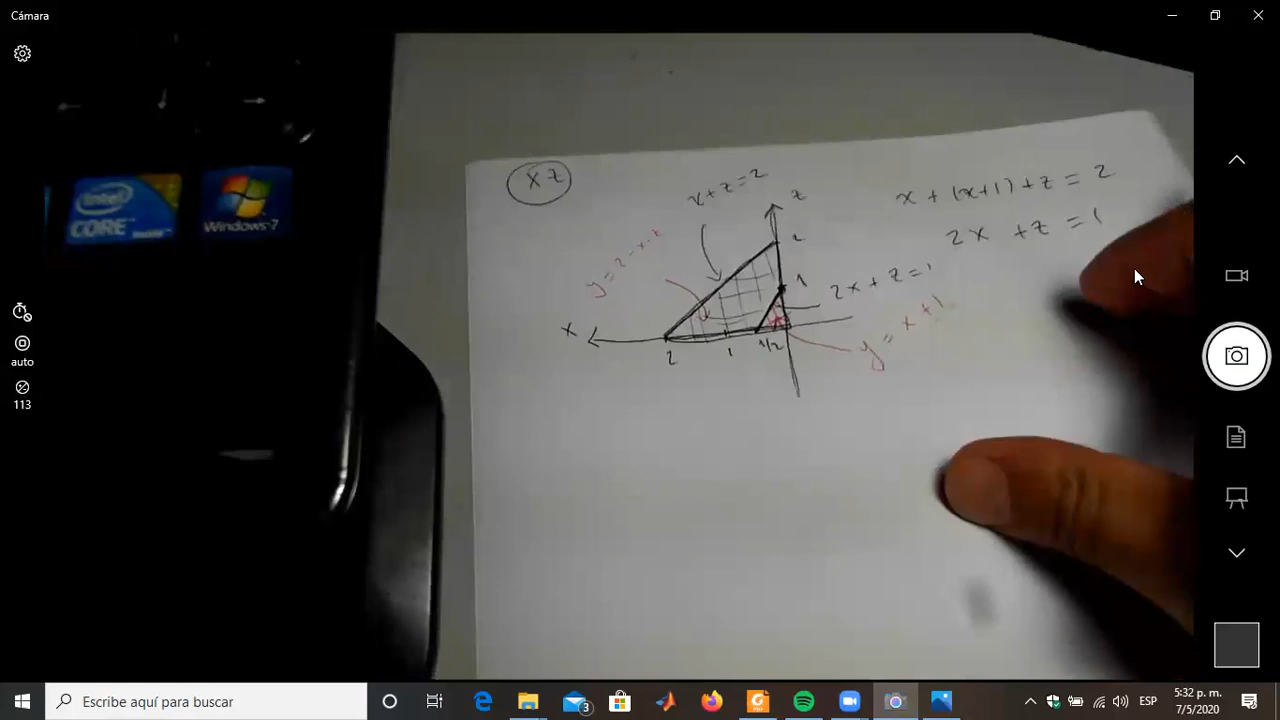 Cámara
XZ
x+z=2
z
x + (x+1) + z = 2
2x + z = 1
y = 2-x-z
2
1
2x + z = 1
x
y = x+1
2
1
1/2
intel
CORE
Windows 7
auto
113
Escribe aquí para buscar
3
ESP
5:32 p. m.
7/5/2020